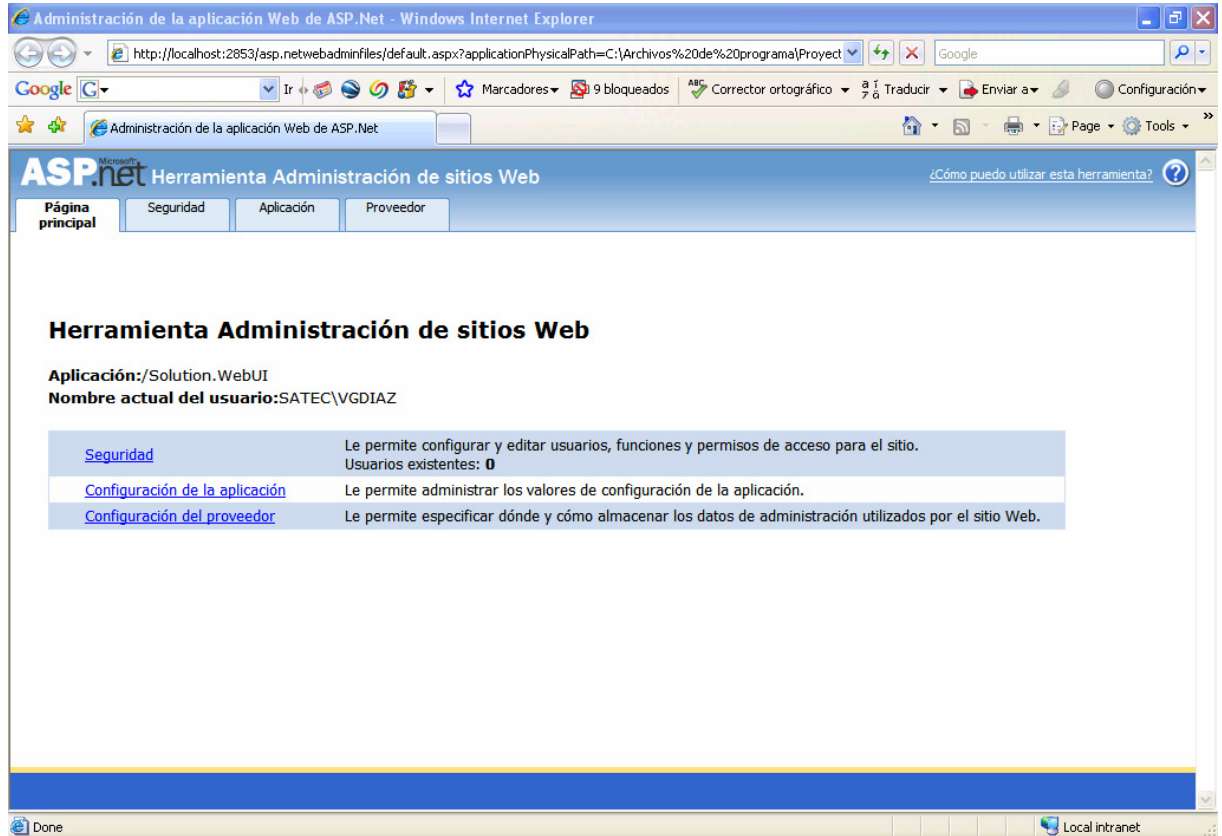 Administración de la aplicación Web de ASP.Net - Windows Internet Explorer
http://localhost:2853/asp.netwebadminfiles/default.aspx?applicationPhysicalPath=C:\Archivos%20de%20programa\Proyect
Google
Google G Ir Marcadores 9 bloqueados ABC Corrector ortográfico Traducir Enviar a Configuración
Administración de la aplicación Web de ASP.Net Page Tools »
Microsoft
ASP.net Herramienta Administración de sitios Web ¿Cómo puedo utilizar esta herramienta? ?
Página principal Seguridad Aplicación Proveedor
Herramienta Administración de sitios Web
Aplicación:/Solution.WebUI
Nombre actual del usuario:SATEC\VGDIAZ
Seguridad Le permite configurar y editar usuarios, funciones y permisos de acceso para el sitio.
Usuarios existentes: 0
Configuración de la aplicación Le permite administrar los valores de configuración de la aplicación.
Configuración del proveedor Le permite especificar dónde y cómo almacenar los datos de administración utilizados por el sitio Web.
Done Local intranet